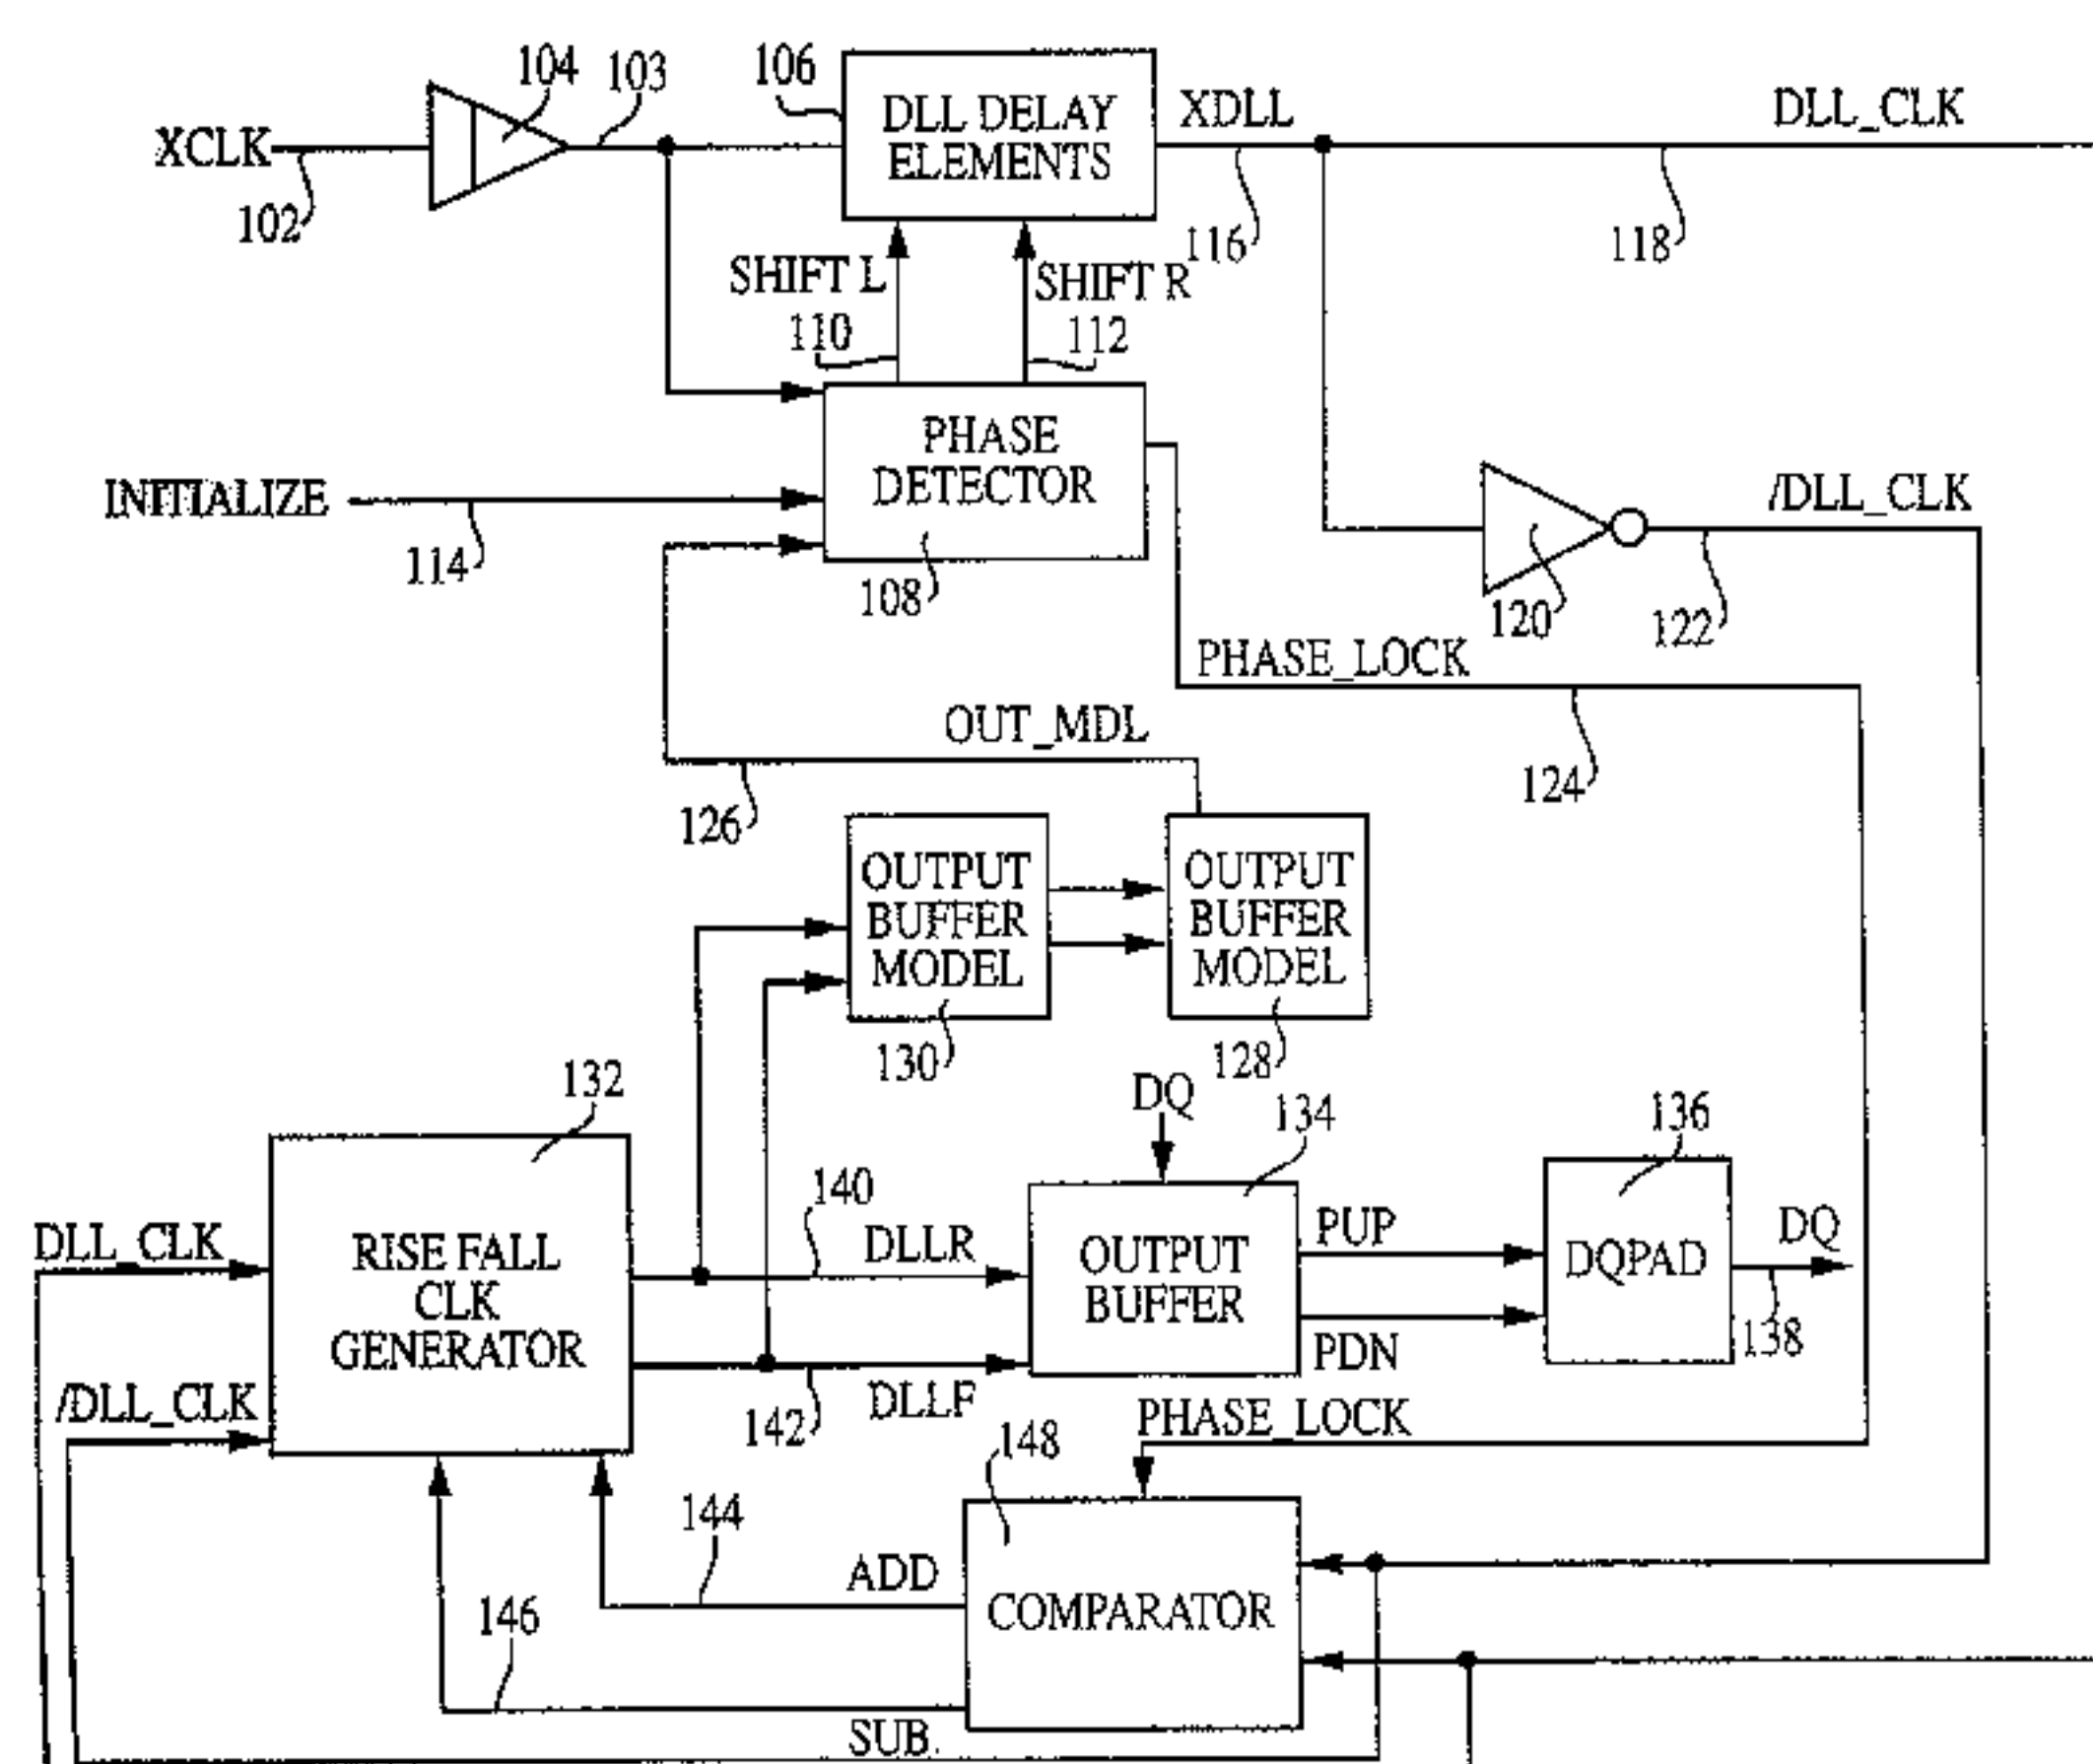 104
103
106
DLL DELAY
ELEMENTS
XDLL
DLL_CLK
XCLK
102
116
118
SHIFT L
110
SHIFT R
112
PHASE
DETECTOR
INITIALIZE
114
108
/DLL_CLK
120
122
PHASE_LOCK
124
OUT_MDL
126
OUTPUT
BUFFER
MODEL
130
OUTPUT
BUFFER
MODEL
128
132
DQ
134
136
140
DLL_CLK
RISE FALL
CLK
GENERATOR
DLLR
OUTPUT
BUFFER
PUP
PDN
DQPAD
DQ
138
/DLL_CLK
142
DLLF
PHASE_LOCK
148
144
ADD
COMPARATOR
146
SUB